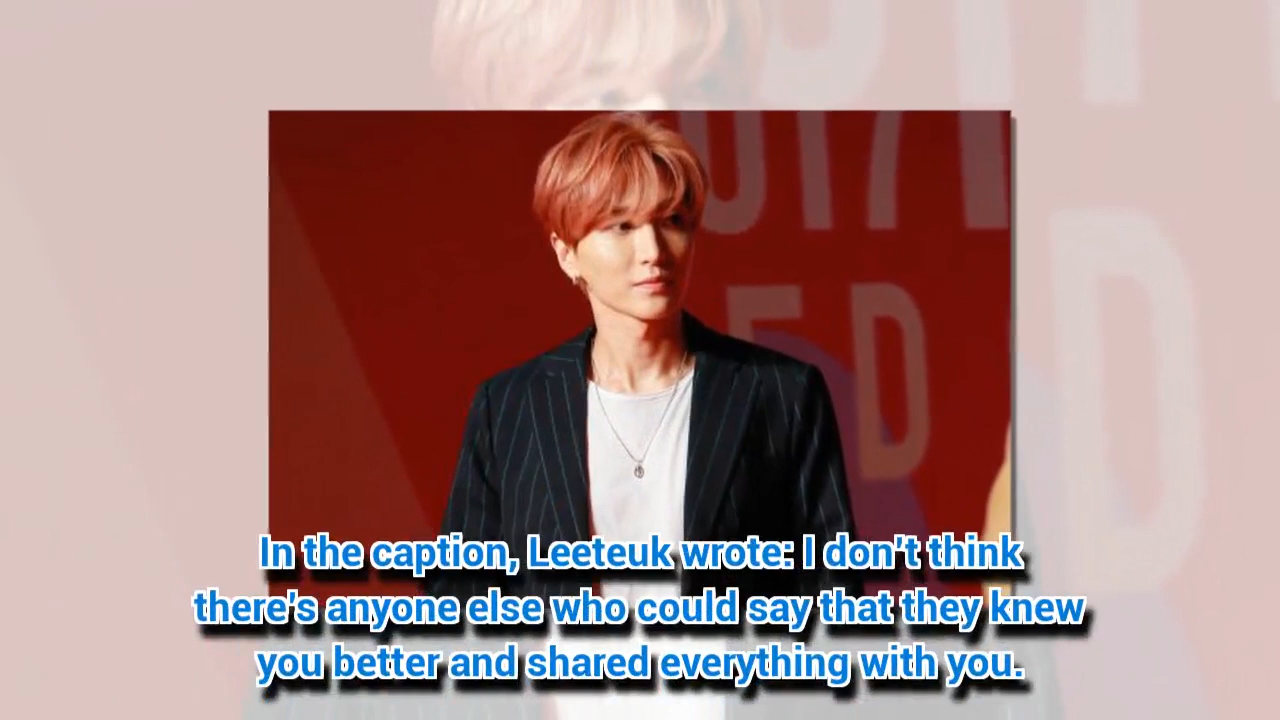 In the caption, Leeteuk wrote: I don't think
there's anyone else who could say that they knew
you better and shared everything with you.